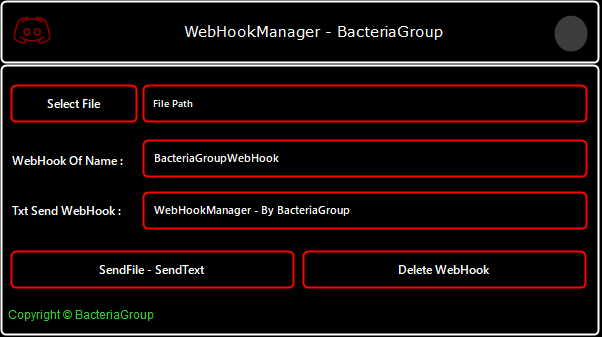 WebHookManager - BacteriaGroup
Select File
File Path
WebHook Of Name :
BacteriaGroupWebHook
Txt Send WebHook :
WebHookManager - By BacteriaGroup
SendFile - SendText
Delete WebHook
Copyright © BacteriaGroup